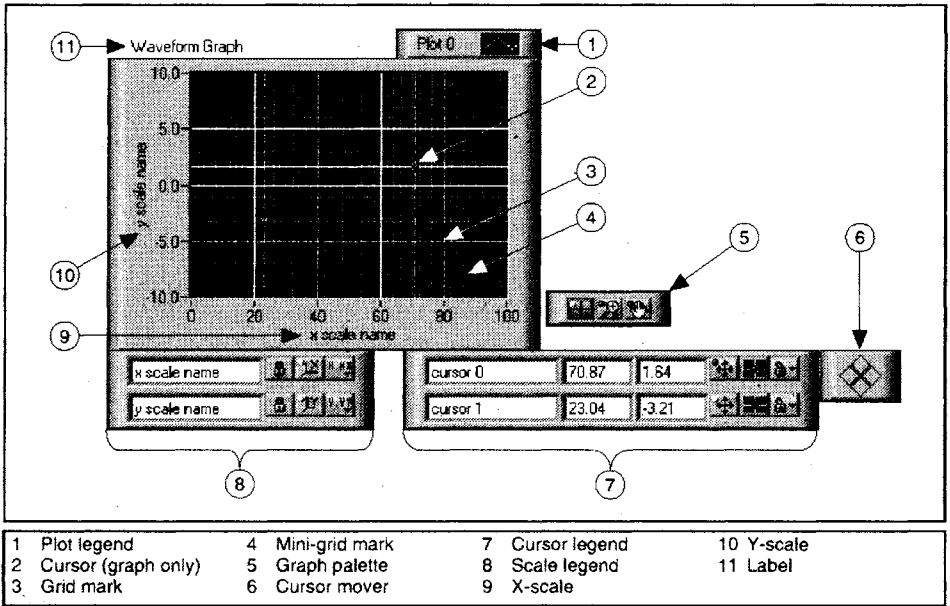 11 Waveform Graph
Plot 0
1
10.0
5.0
0.0
-5.0
-10.0
y scale name
2
3
4
10
5
6
0 20 40 60 80 100
9
x scale name
x scale name
y scale name
cursor 0 70.87 1.64
cursor 1 23.04 -3.21
8
7
1 Plot legend 4 Mini-grid mark 7 Cursor legend 10 Y-scale
2 Cursor (graph only) 5 Graph palette 8 Scale legend 11 Label
3 Grid mark 6 Cursor mover 9 X-scale